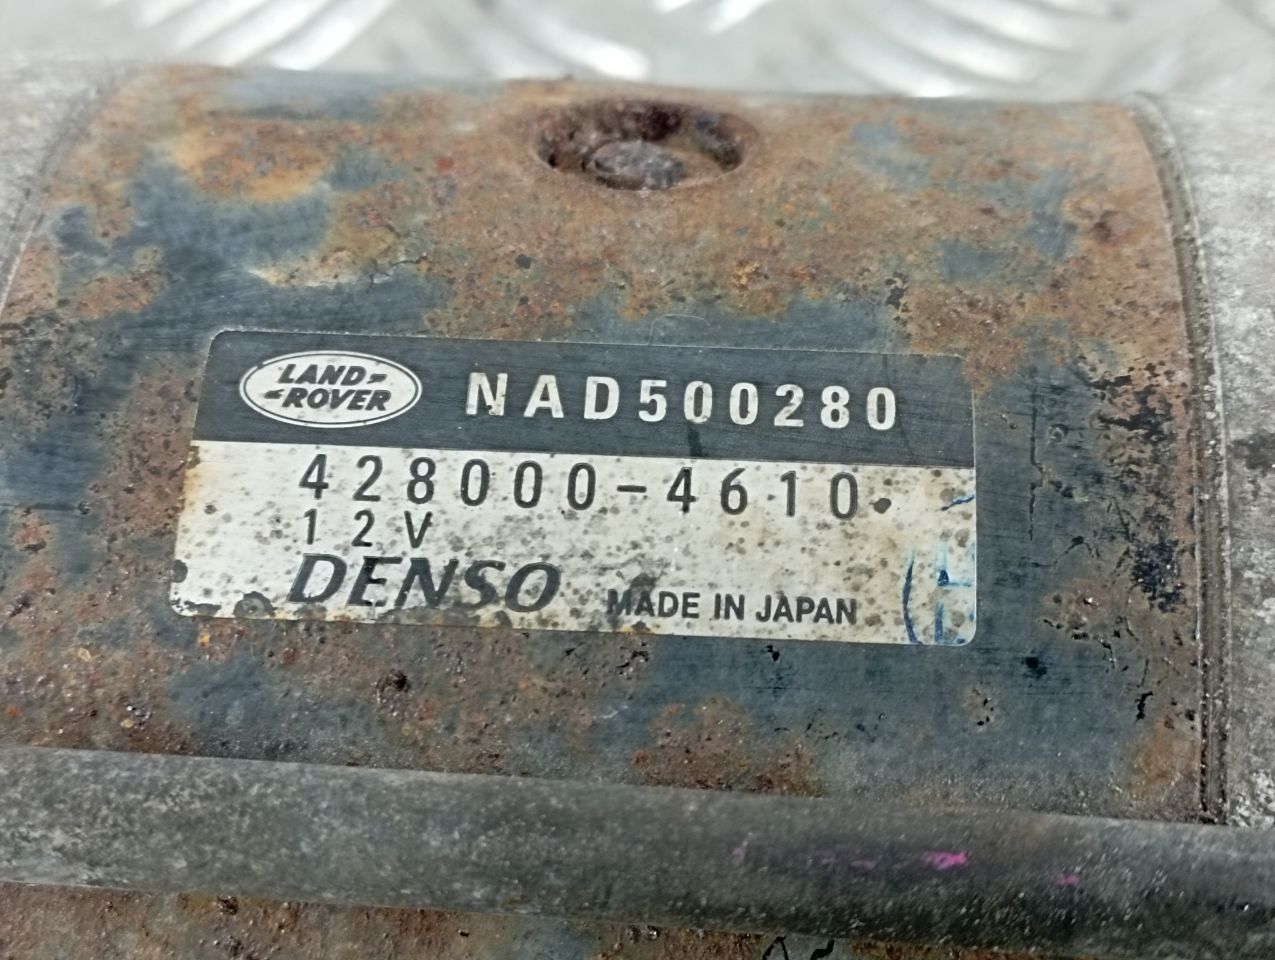 LAND-
-ROVER
NAD500280
428000-4610
12V
DENSO
MADE IN JAPAN